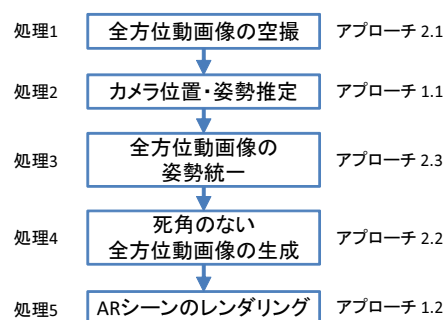 処理1 全方位動画像の空撮 アプローチ 2.1
処理2 カメラ位置・姿勢推定 アプローチ 1.1
処理3 全方位動画像の
姿勢統一 アプローチ 2.3
処理4 死角のない
全方位動画像の生成 アプローチ 2.2
処理5 ARシーンのレンダリング アプローチ 1.2